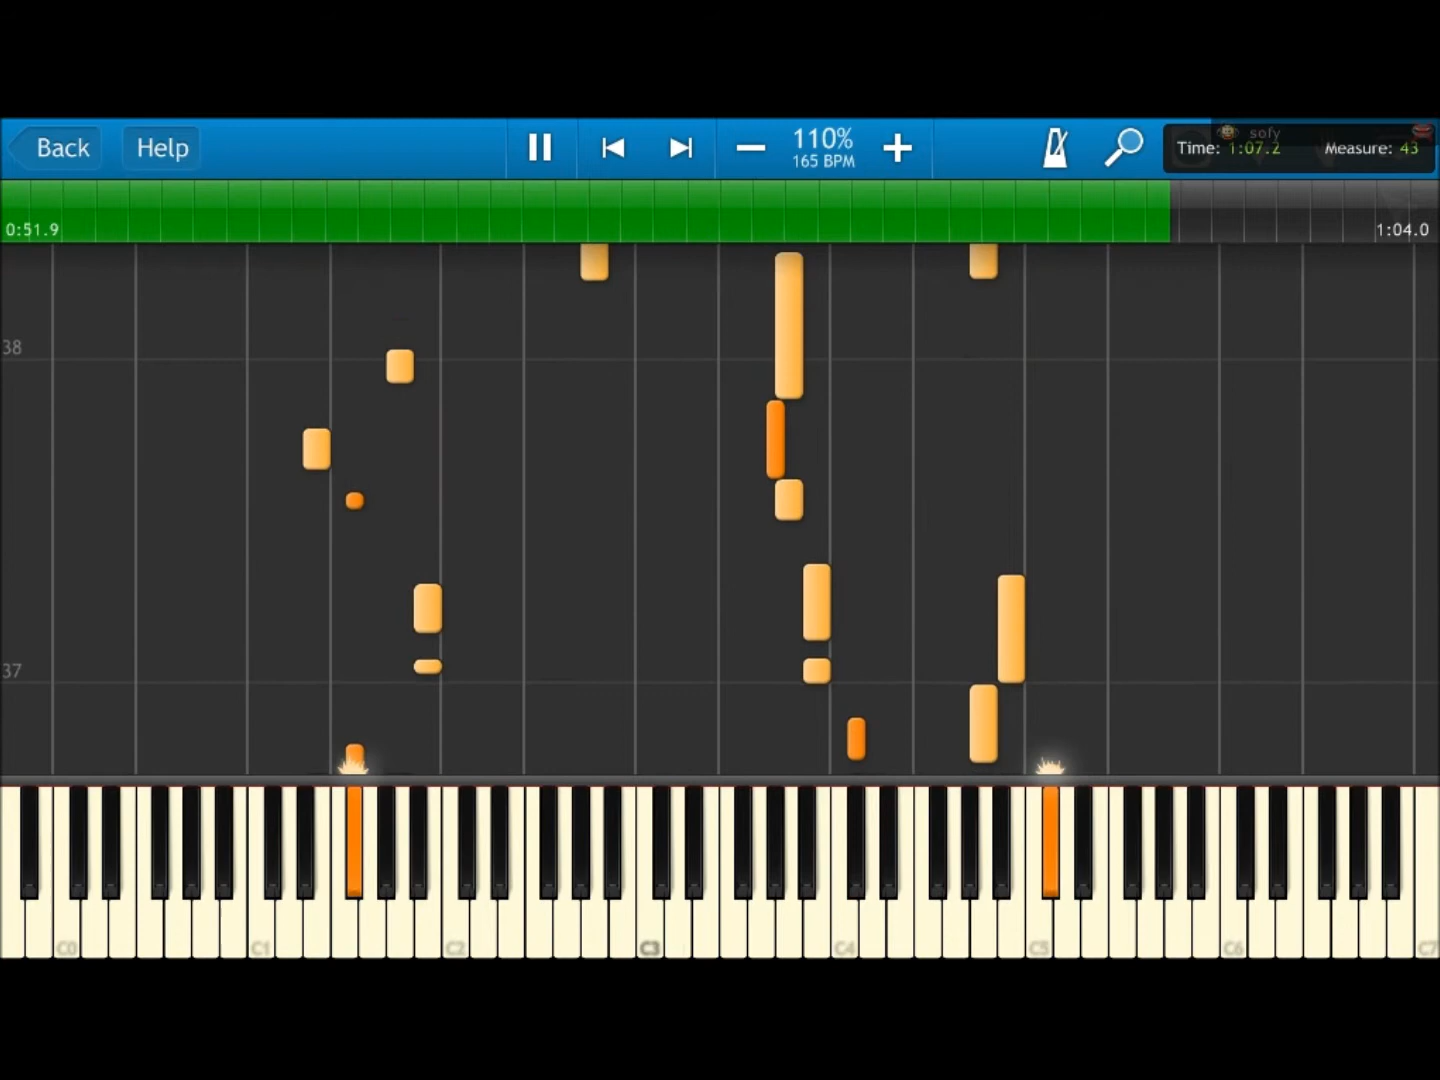 Back
Help
110%
165 BPM
sofy
Time: 1:07.2
Measure: 43
0:51.9
1:04.0
38
37
C0
C1
C2
C3
C4
C5
C6
C7